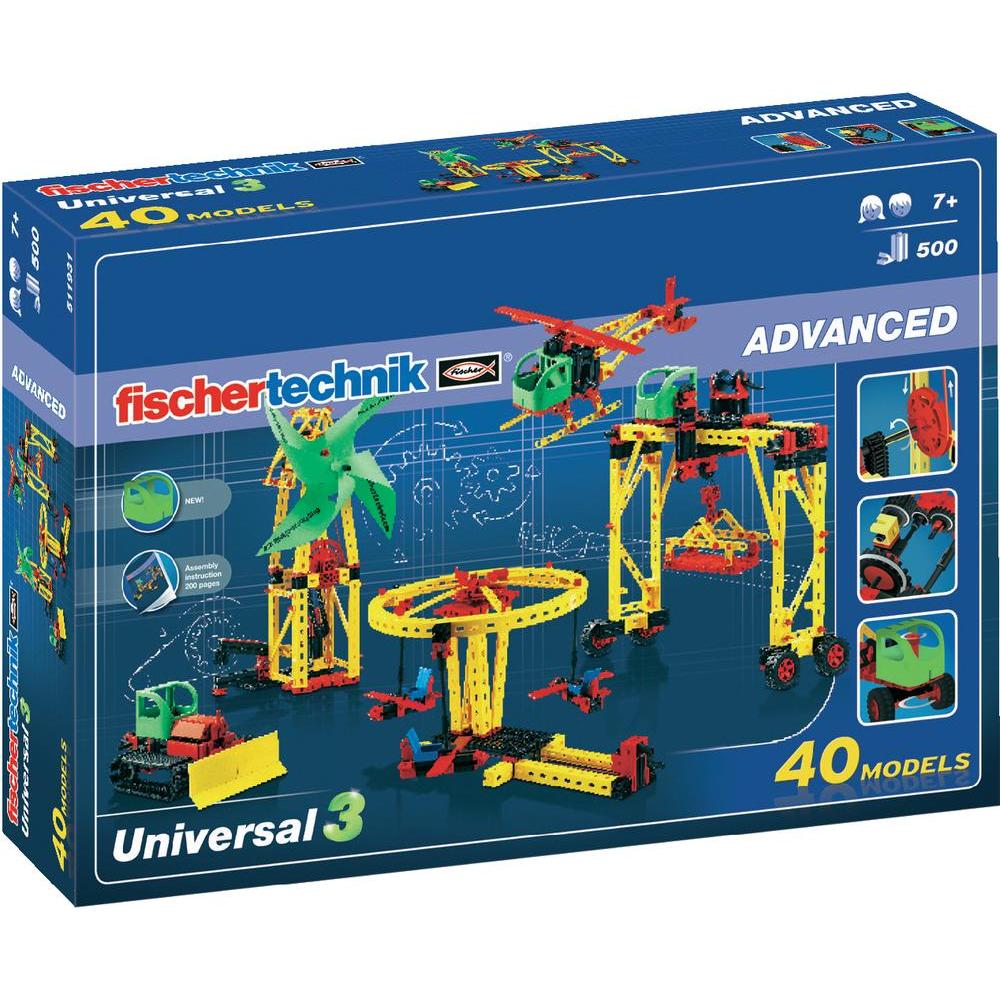 ADVANCED
fischertechnik
Universal 3
40 MODELS
7+
500
511931
ADVANCED
fischertechnik
Universal 3
40 MODELS
7+
500
ADVANCED
fischertechnik fischer ®
NEW!
Assembly
instruction
200 pages
40 MODELS
Universal 3